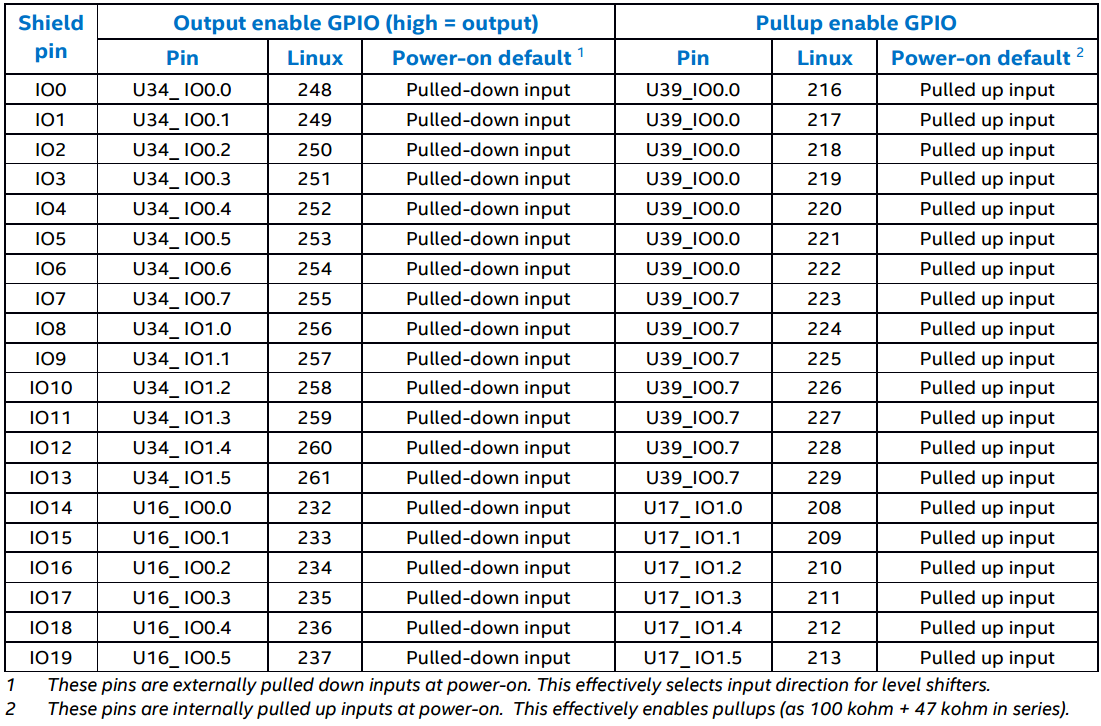 Shield pin | Output enable GPIO (high = output) | Pullup enable GPIO
Pin | Linux | Power-on default 1 | Pin | Linux | Power-on default 2
IO0 | U34_ IO0.0 | 248 | Pulled-down input | U39_IO0.0 | 216 | Pulled up input
IO1 | U34_ IO0.1 | 249 | Pulled-down input | U39_IO0.0 | 217 | Pulled up input
IO2 | U34_ IO0.2 | 250 | Pulled-down input | U39_IO0.0 | 218 | Pulled up input
IO3 | U34_ IO0.3 | 251 | Pulled-down input | U39_IO0.0 | 219 | Pulled up input
IO4 | U34_ IO0.4 | 252 | Pulled-down input | U39_IO0.0 | 220 | Pulled up input
IO5 | U34_ IO0.5 | 253 | Pulled-down input | U39_IO0.0 | 221 | Pulled up input
IO6 | U34_ IO0.6 | 254 | Pulled-down input | U39_IO0.0 | 222 | Pulled up input
IO7 | U34_ IO0.7 | 255 | Pulled-down input | U39_IO0.7 | 223 | Pulled up input
IO8 | U34_ IO1.0 | 256 | Pulled-down input | U39_IO0.7 | 224 | Pulled up input
IO9 | U34_ IO1.1 | 257 | Pulled-down input | U39_IO0.7 | 225 | Pulled up input
IO10 | U34_ IO1.2 | 258 | Pulled-down input | U39_IO0.7 | 226 | Pulled up input
IO11 | U34_ IO1.3 | 259 | Pulled-down input | U39_IO0.7 | 227 | Pulled up input
IO12 | U34_ IO1.4 | 260 | Pulled-down input | U39_IO0.7 | 228 | Pulled up input
IO13 | U34_ IO1.5 | 261 | Pulled-down input | U39_IO0.7 | 229 | Pulled up input
IO14 | U16_ IO0.0 | 232 | Pulled-down input | U17_ IO1.0 | 208 | Pulled up input
IO15 | U16_ IO0.1 | 233 | Pulled-down input | U17_ IO1.1 | 209 | Pulled up input
IO16 | U16_ IO0.2 | 234 | Pulled-down input | U17_ IO1.2 | 210 | Pulled up input
IO17 | U16_ IO0.3 | 235 | Pulled-down input | U17_ IO1.3 | 211 | Pulled up input
IO18 | U16_ IO0.4 | 236 | Pulled-down input | U17_ IO1.4 | 212 | Pulled up input
IO19 | U16_ IO0.5 | 237 | Pulled-down input | U17_ IO1.5 | 213 | Pulled up input
1 These pins are externally pulled down inputs at power-on. This effectively selects input direction for level shifters.
2 These pins are internally pulled up inputs at power-on. This effectively enables pullups (as 100 kohm + 47 kohm in series).